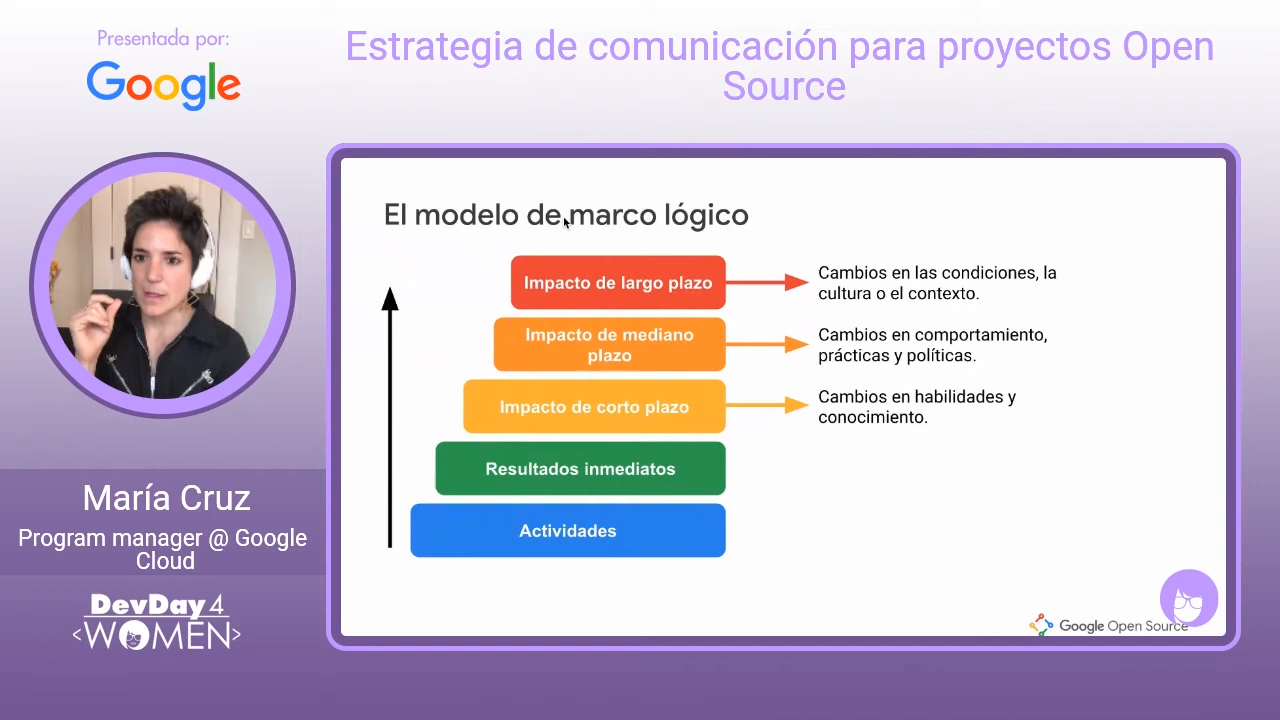 Presentada por:
Google
Estrategia de comunicación para proyectos Open
Source
El modelo de marco lógico
Impacto de largo plazo
Cambios en las condiciones, la
cultura o el contexto.
Impacto de mediano
plazo
Cambios en comportamiento,
prácticas y políticas.
Impacto de corto plazo
Cambios en habilidades y
conocimiento.
Resultados inmediatos
Actividades
Google Open Source
María Cruz
Program manager @ Google
Cloud
DevDay 4
<WOMEN>